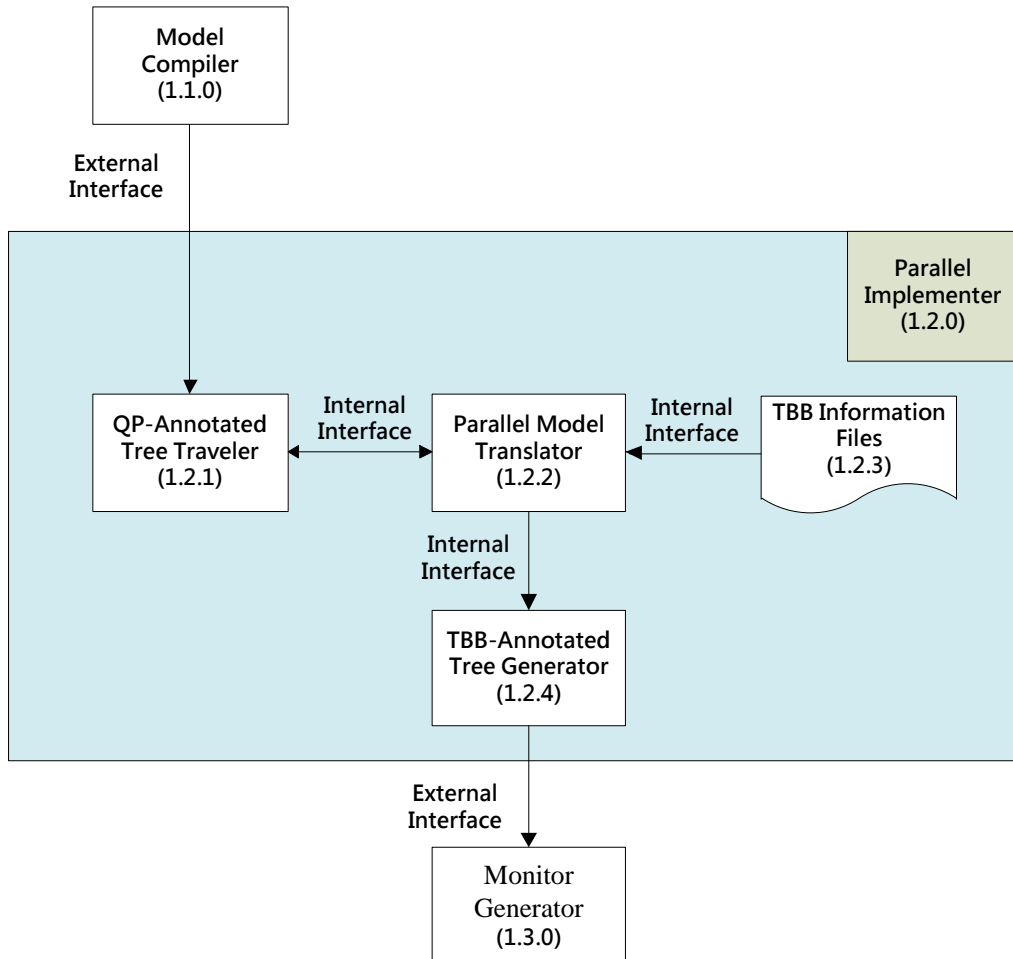 Model
Compiler
(1.1.0)
External
Interface
Parallel
Implementer
(1.2.0)
QP-Annotated
Tree Traveler
(1.2.1)
Internal
Interface
Parallel Model
Translator
(1.2.2)
Internal
Interface
TBB Information
Files
(1.2.3)
Internal
Interface
TBB-Annotated
Tree Generator
(1.2.4)
External
Interface
Monitor
Generator
(1.3.0)